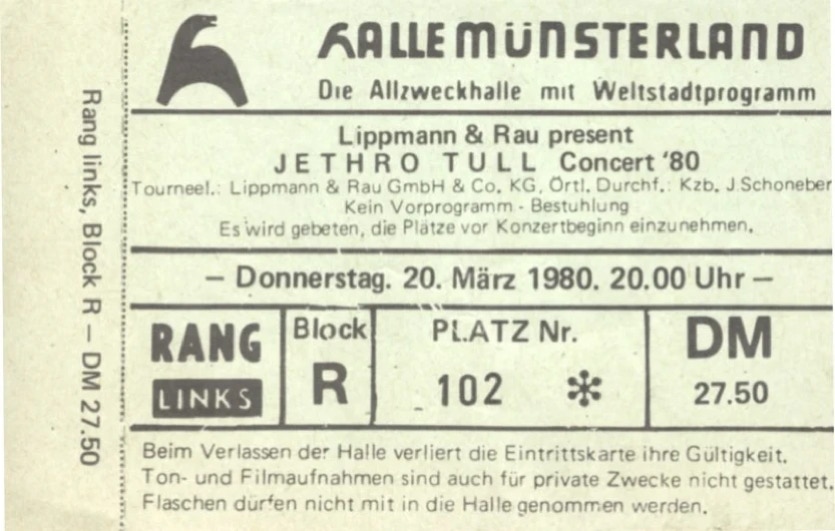 Rang links, Block R — DM 27.50
HALLE MÜNSTERLAND
Die Allzweckhalle mit Weltstadtprogramm
Lippmann & Rau present
JETHRO TULL Concert '80
Tourneel.: Lippmann & Rau GmbH & Co. KG, Örtl. Durchf.: Kzb. J.Schoneber
Kein Vorprogramm - Bestuhlung
Es wird gebeten, die Plätze vor Konzertbeginn einzunehmen.
— Donnerstag. 20. März 1980. 20.00 Uhr —
RANG LINKS
Block R
PLATZ Nr. 102 *
DM 27.50
Beim Verlassen der Halle verliert die Eintrittskarte ihre Gültigkeit.
Ton- und Filmaufnahmen sind auch für private Zwecke nicht gestattet.
Flaschen dürfen nicht mit in die Halle genommen werden.